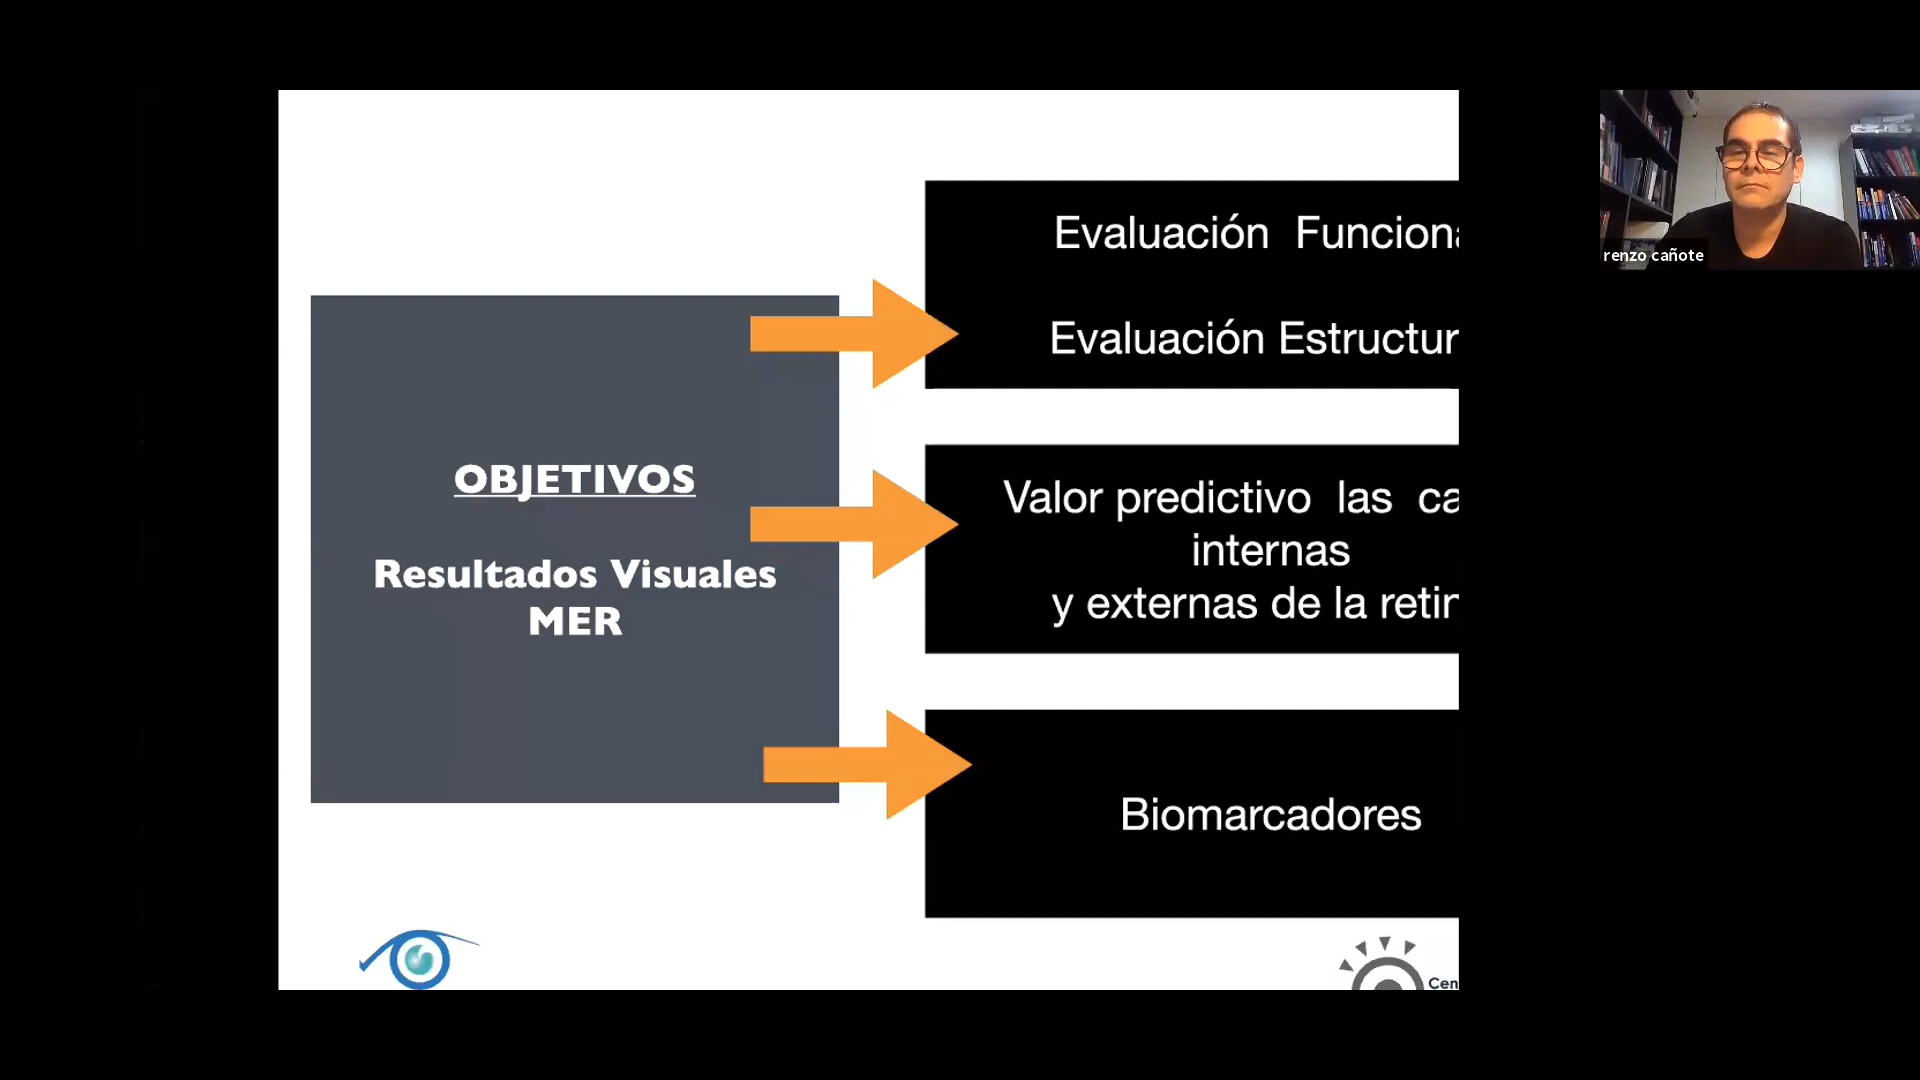 OBJETIVOS
Resultados Visuales
MER
Evaluación Funciona
Evaluación Estructur
Valor predictivo las ca
internas
y externas de la retin
Biomarcadores
Cen
renzo cañote